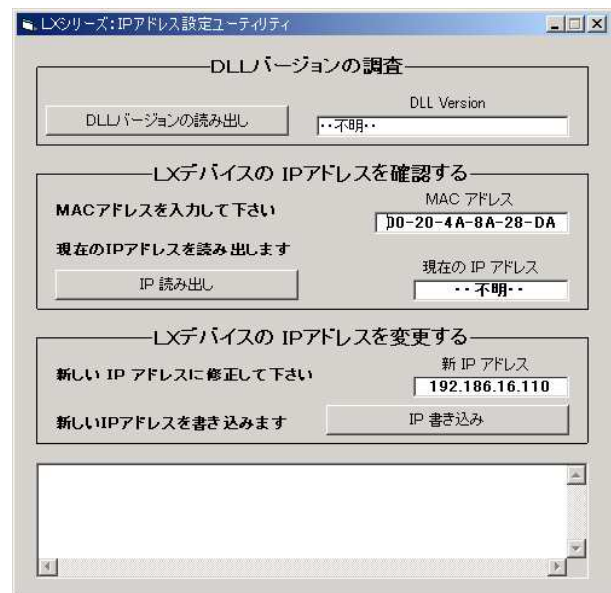 LXシリーズ:IPアドレス設定ユーティリティ
DLLバージョンの調査
DLL Version
DLLバージョンの読み出し
・・不明・・
LXデバイスの IPアドレスを確認する
MAC アドレス
MACアドレスを入力して下さい
00-20-4A-8A-28-DA
現在のIPアドレスを読み出します
現在の IP アドレス
IP 読み出し
・・不明・・
LXデバイスの IPアドレスを変更する
新 IP アドレス
新しい IP アドレスに修正して下さい
192.186.16.110
新しいIPアドレスを書き込みます
IP 書き込み